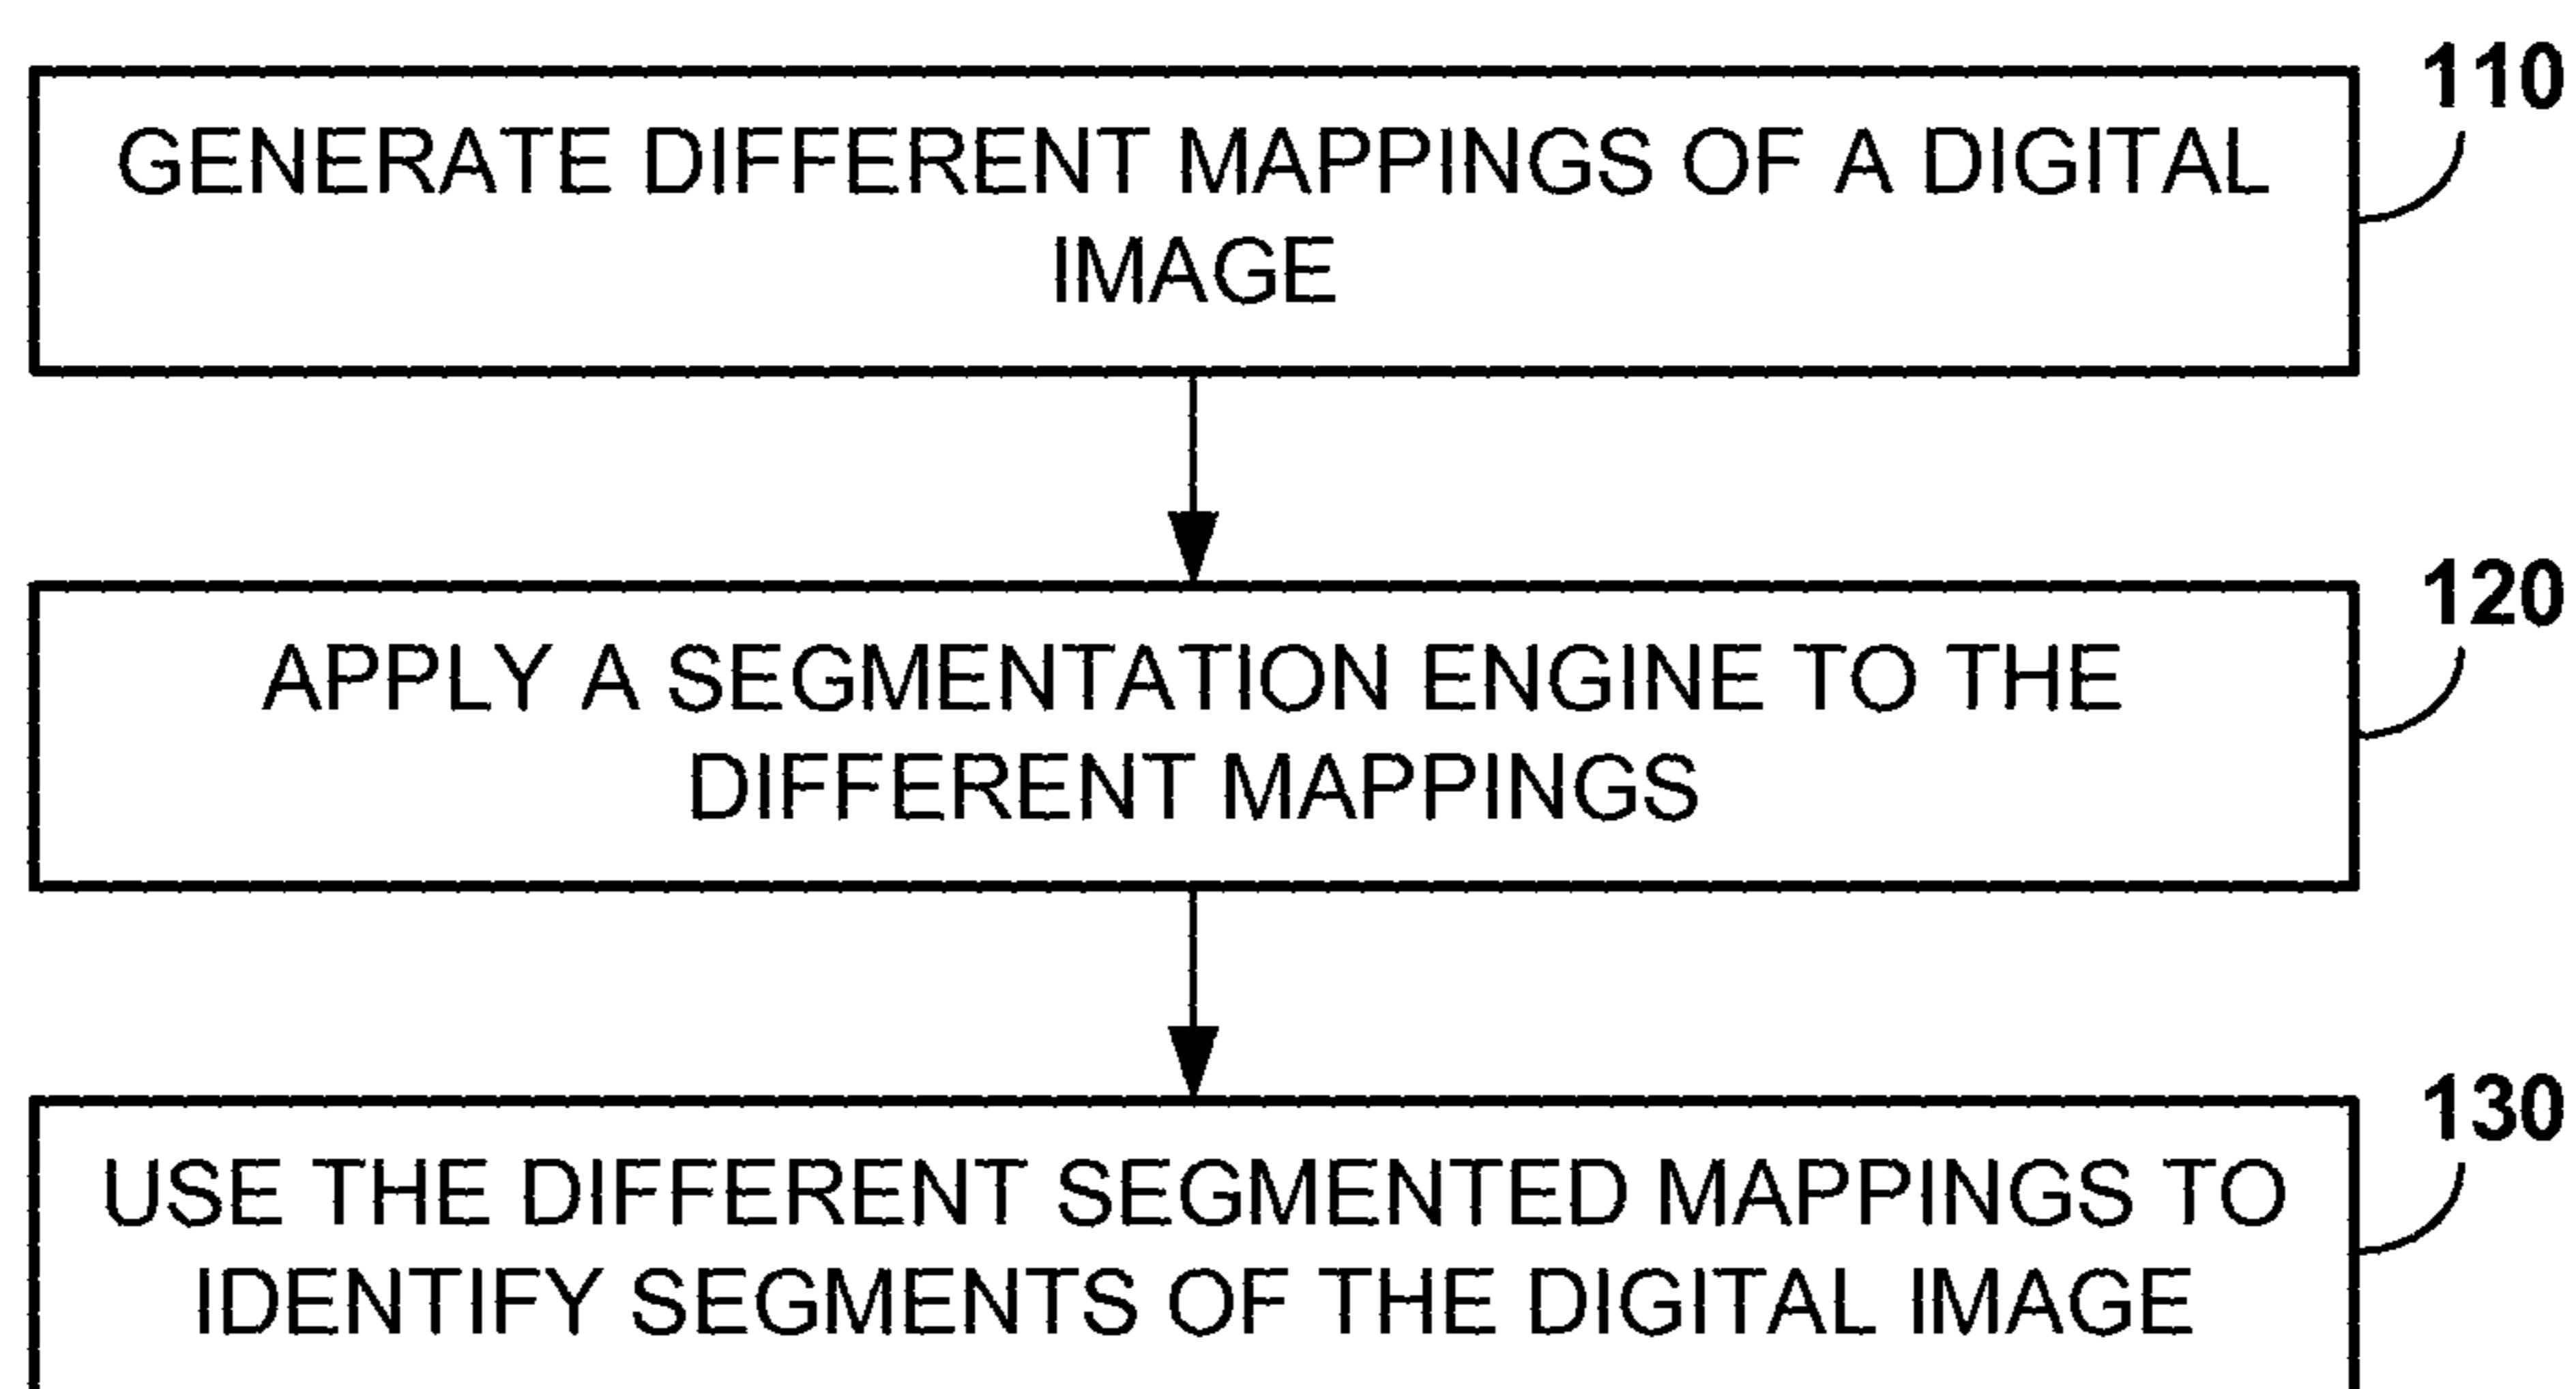 110
GENERATE DIFFERENT MAPPINGS OF A DIGITAL
IMAGE
120
APPLY A SEGMENTATION ENGINE TO THE
DIFFERENT MAPPINGS
130
USE THE DIFFERENT SEGMENTED MAPPINGS TO
IDENTIFY SEGMENTS OF THE DIGITAL IMAGE